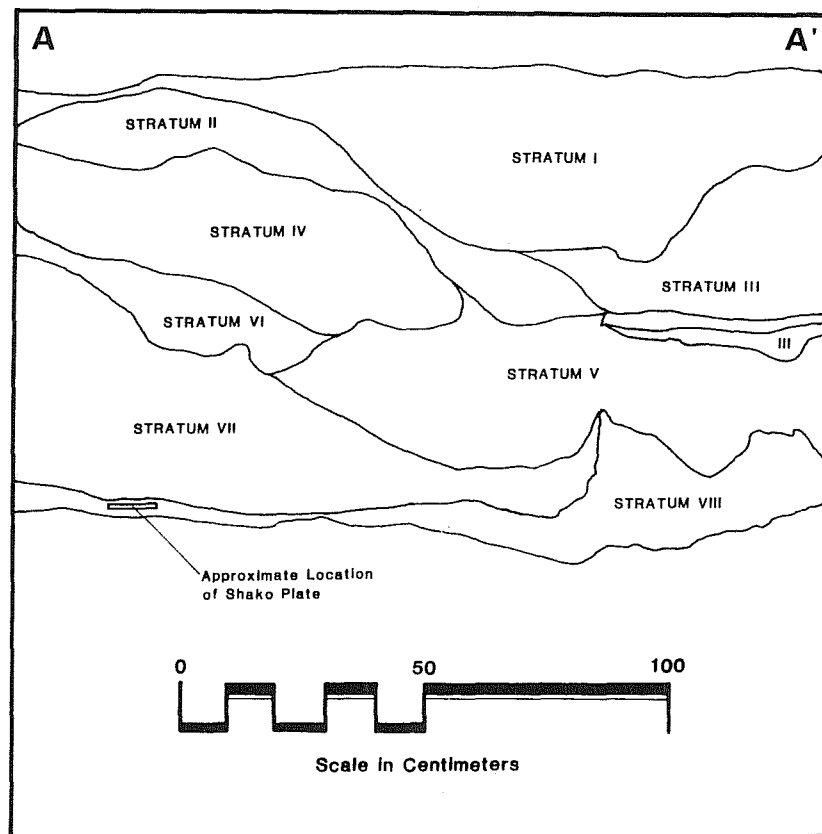 A A'
STRATUM II
STRATUM I
STRATUM IV
STRATUM III
STRATUM VI
III
STRATUM V
STRATUM VII
STRATUM VIII
Approximate Location
of Shako Plate
0 50 100
Scale in Centimeters